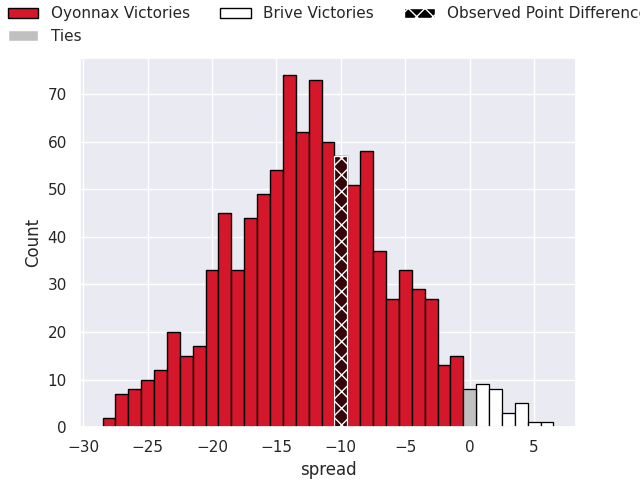 Oyonnax Victories  Brive Victories  Observed Point Difference
Ties
Count
70
60
50
40
30
20
10
0
−30 −25 −20 −15 −10 −5 0 5
spread